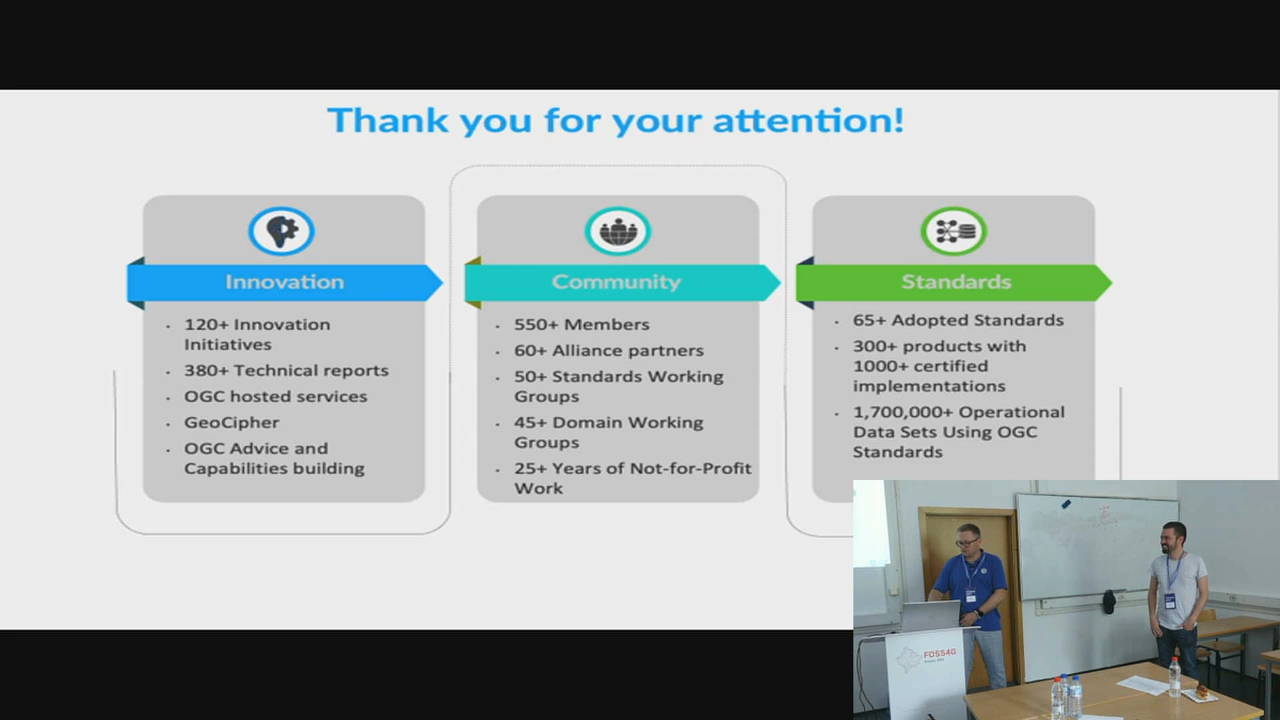 Thank you for your attention!
Innovation
120+ Innovation
Initiatives
380+ Technical reports
OGC hosted services
GeoCipher
OGC Advice and
Capabilities building
Community
550+ Members
60+ Alliance partners
50+ Standards Working
Groups
45+ Domain Working
Groups
25+ Years of Not-for-Profit
Work
Standards
65+ Adopted Standards
300+ products with
1000+ certified
implementations
1,700,000+ Operational
Data Sets Using OGC
Standards
FOSS4G